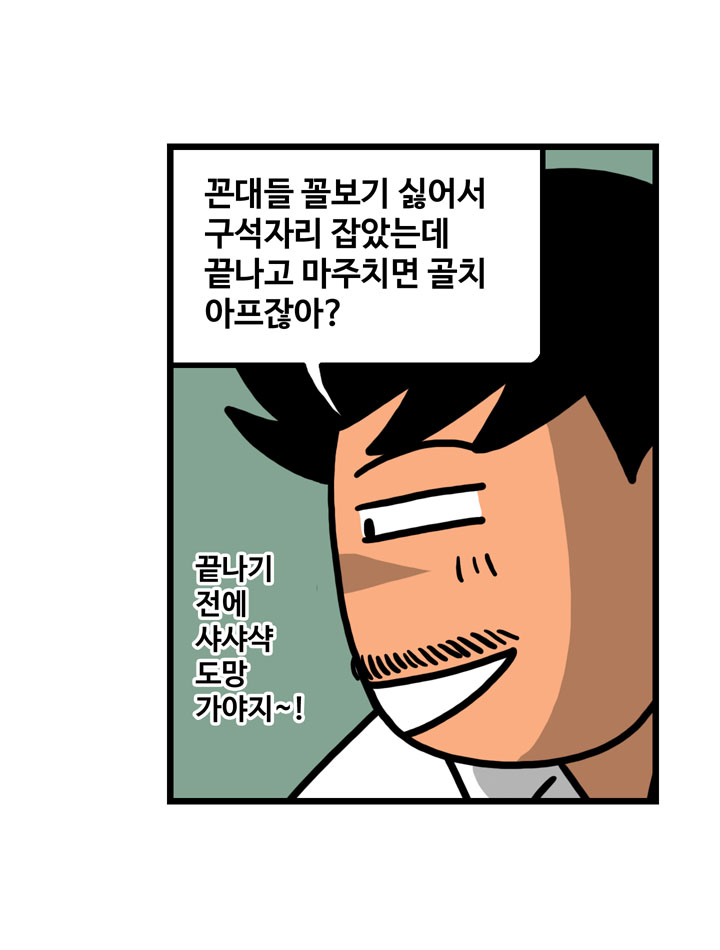 꼰대들 꼴보기 싫어서
구석자리 잡았는데
끝나고 마주치면 골치
아프잖아?
끝나기
전에
샤샤샥
도망
가야지~!